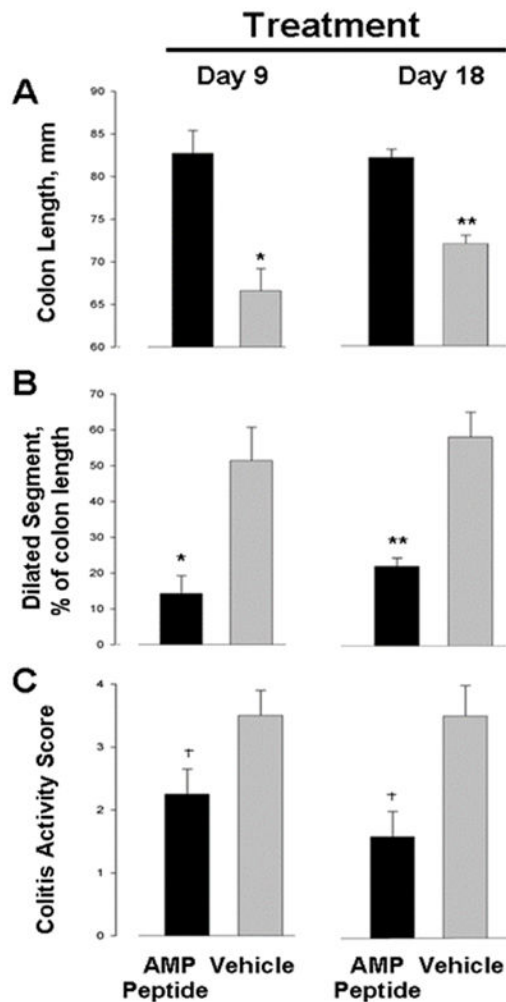 Treatment
Day 9 Day 18
A
Colon Length, mm
90
85
80
75
70
65
60
*
**
B
Dilated Segment,
% of colon length
70
60
50
40
30
20
10
0
*
**
C
Colitis Activity Score
4
3
2
1
0
†
†
AMP Vehicle AMP Vehicle
Peptide Peptide